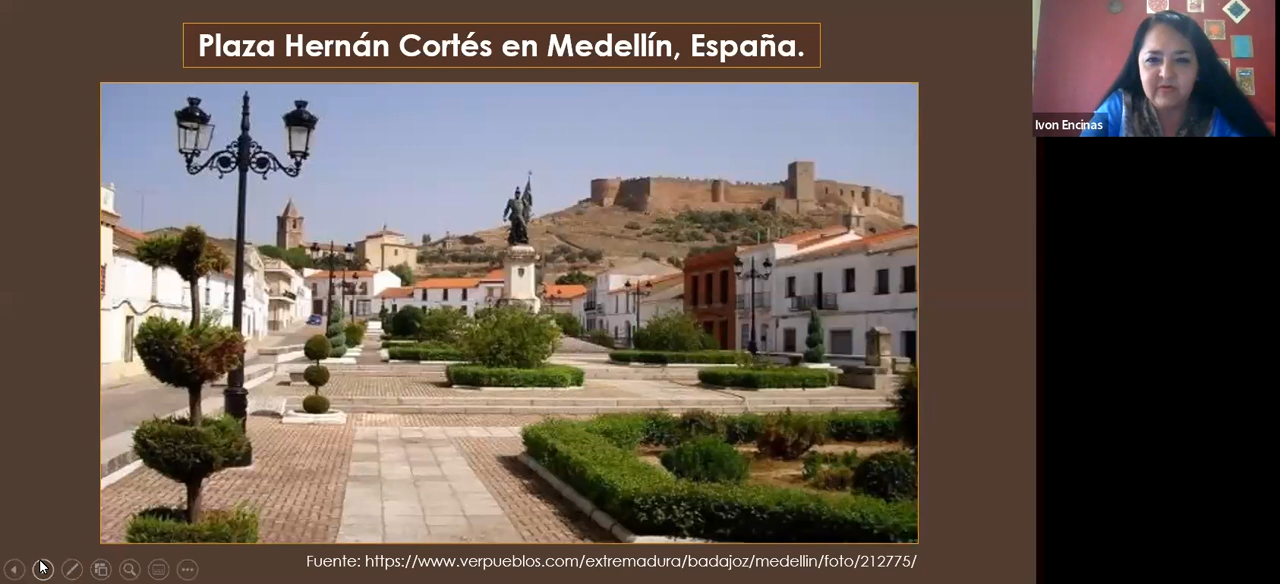 Plaza Hernán Cortés en Medellín, España.
Ivon Encinas
Fuente: https://www.verpueblos.com/extremadura/badajoz/medellin/foto/212775/